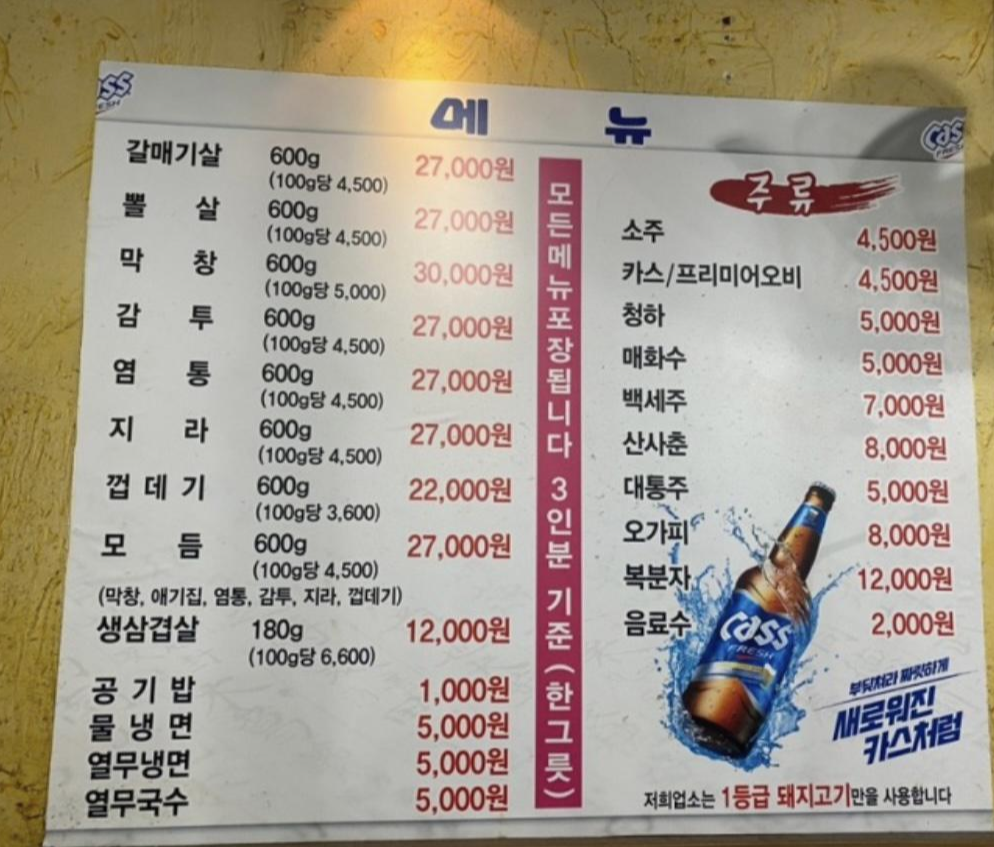 메뉴
갈매기살 600g 27,000원
(100g당 4,500)
뽈살 600g 27,000원
(100g당 4,500)
막창 600g 30,000원
(100g당 5,000)
감투 600g 27,000원
(100g당 4,500)
염통 600g 27,000원
(100g당 4,500)
지라 600g 27,000원
(100g당 4,500)
껍데기 600g 22,000원
(100g당 3,600)
모듬 600g 27,000원
(100g당 4,500)
(막창, 애기집, 염통, 감투, 지라, 껍데기)
생삼겹살 180g 12,000원
(100g당 6,600)
공기밥 1,000원
물냉면 5,000원
열무냉면 5,000원
열무국수 5,000원
모든메뉴포장됩니다 3인분 기준(한그릇)
주류
소주 4,500원
카스/프리미어오비 4,500원
청하 5,000원
매화수 5,000원
백세주 7,000원
산사춘 8,000원
대통주 5,000원
오가피 8,000원
복분자 12,000원
음료수 2,000원
Cass
FRESH
부딪쳐라 짜릿하게
새로워진
카스처럼
저희업소는 1등급 돼지고기만을 사용합니다